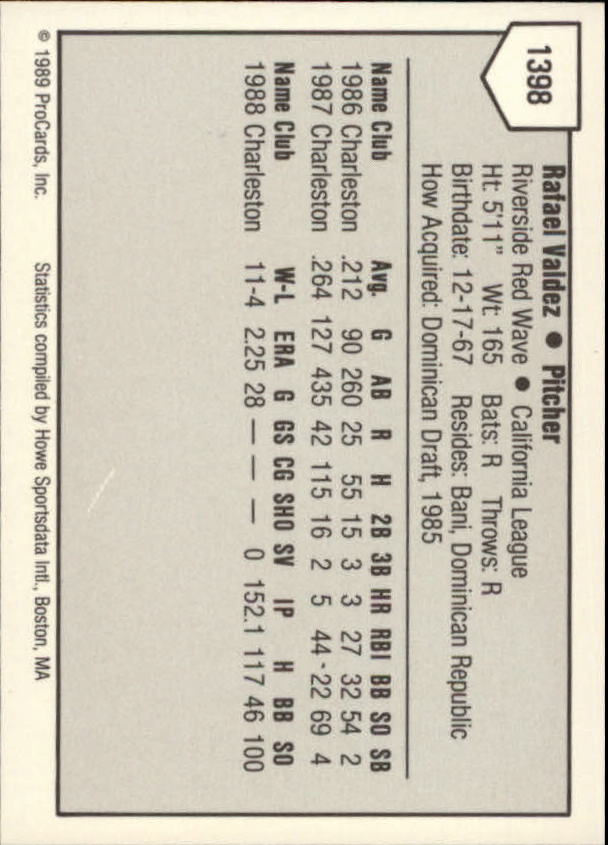 1398
Rafael Valdez ● Pitcher
Riverside Red Wave ● California League
Ht: 5'11" Wt: 165 Bats: R Throws: R
Birthdate: 12-17-67 Resides: Bani, Dominican Republic
How Acquired: Dominican Draft, 1985
Name Club Avg. G AB R H 2B 3B HR RBI BB SO SB
1986 Charleston .212 90 260 25 55 15 3 3 27 32 54 2
1987 Charleston .264 127 435 42 115 16 2 5 44-22 69 4
Name Club W-L ERA G GS CG SHO SV IP H BB SO
1988 Charleston 11-4 2.25 28 — — — 0 152.1 117 46 100
© 1989 ProCards, Inc. Statistics compiled by Howe Sportsdata Intl., Boston, MA